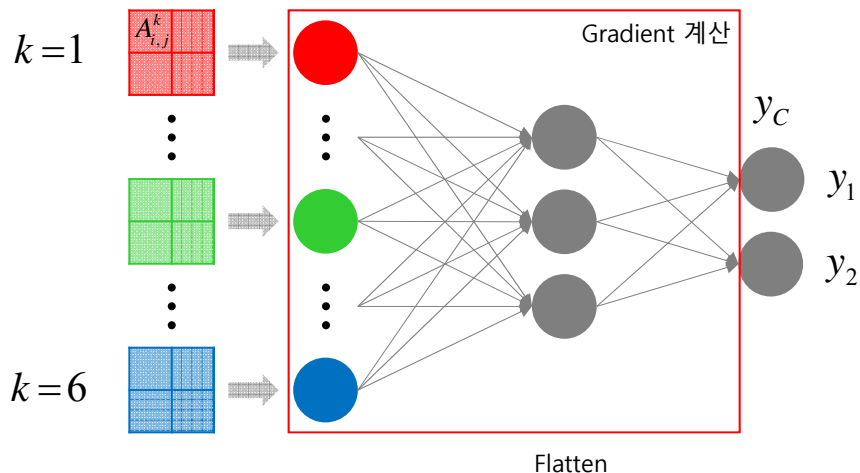 k=1
A^k_{i,j}
Gradient 계산
y_C
y_1
y_2
k=6
Flatten